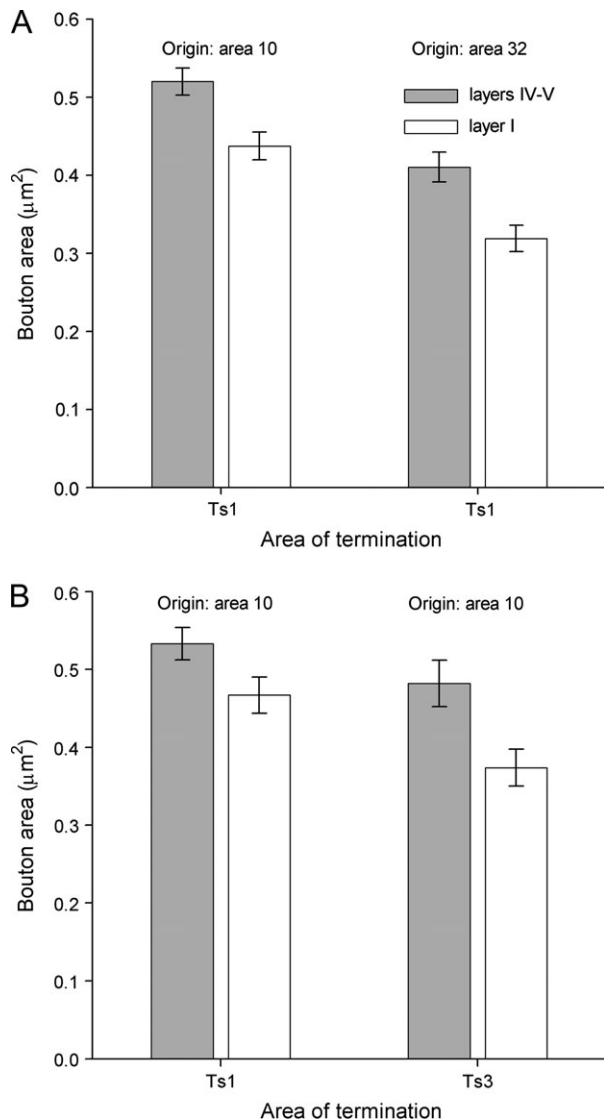 A
0.6
0.5
0.4
0.3
0.2
0.1
0.0
Bouton area (μm²)
Origin: area 10
Origin: area 32
layers IV-V
layer I
Ts1
Ts1
Area of termination
B
0.6
0.5
0.4
0.3
0.2
0.1
0.0
Bouton area (μm²)
Origin: area 10
Origin: area 10
Ts1
Ts3
Area of termination